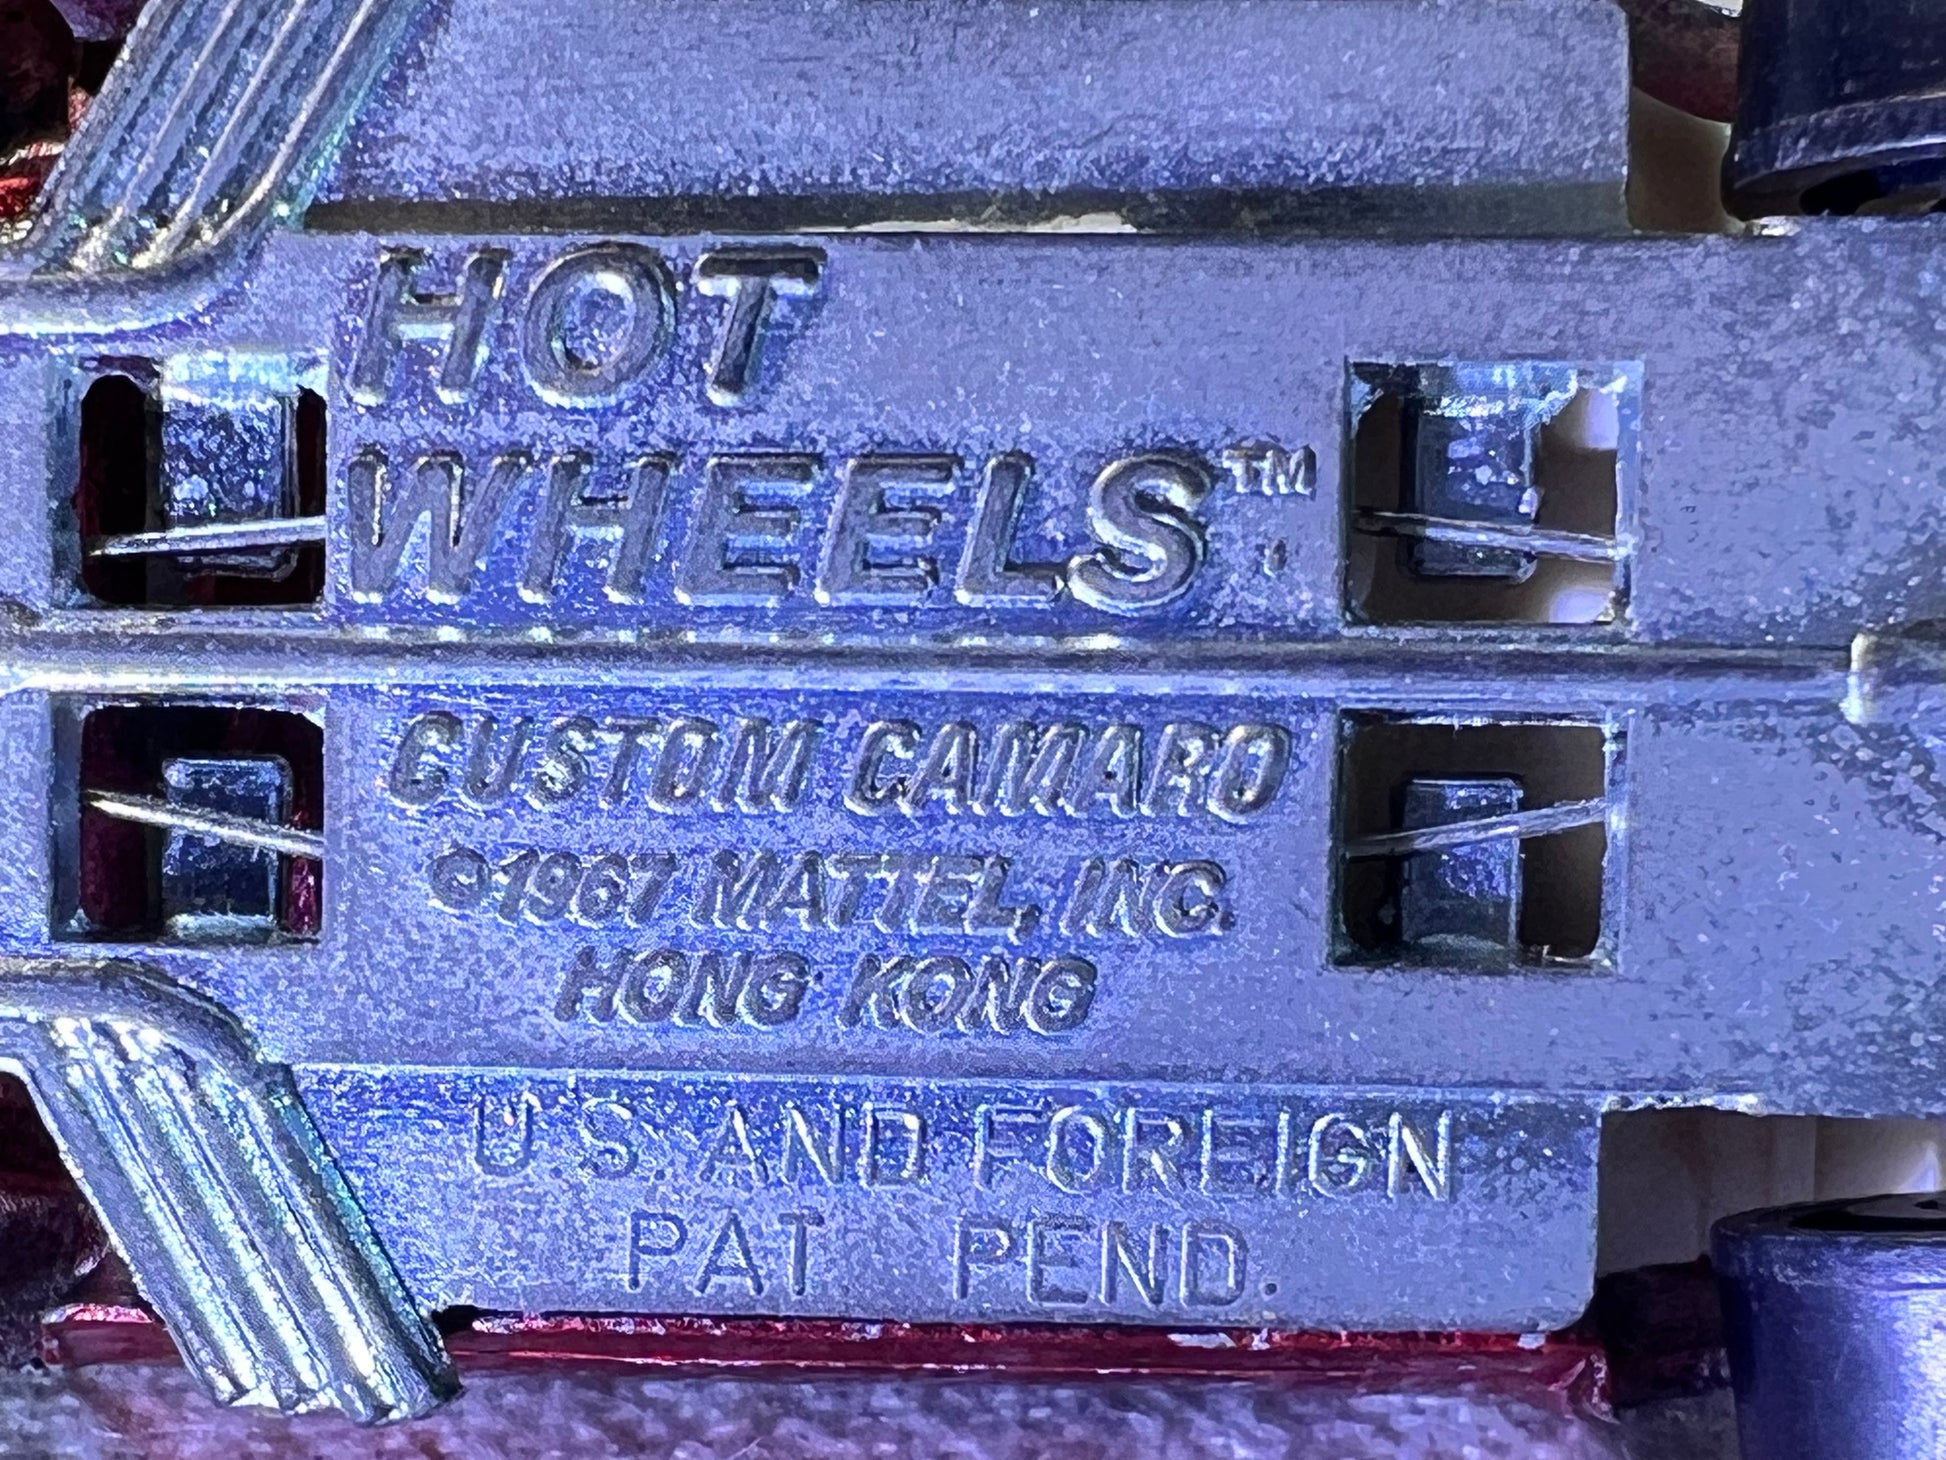 HOT
WHEELS™
CUSTOM CAMARO
©1967 MATTEL, INC.
HONG KONG
U.S. AND FOREIGN
PAT PEND.